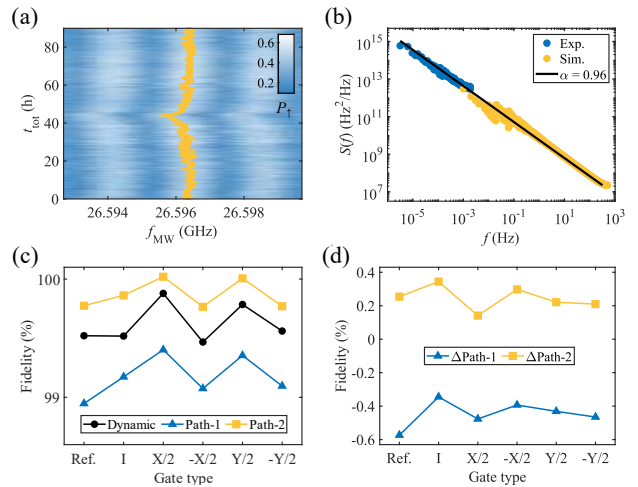 (a)
80
60
40
20
0
t_tot (h)
0.6
0.4
0.2
P↑
26.594
26.596
26.598
f_MW (GHz)
(b)
10^15
10^13
10^11
10^9
10^7
S(f) (Hz^2/Hz)
Exp.
Sim.
α = 0.96
10^-5
10^-3
10^-1
10^1
10^3
f (Hz)
(c)
100
99
Fidelity (%)
Dynamic
Path-1
Path-2
Ref.
I
X/2
-X/2
Y/2
-Y/2
Gate type
(d)
0.4
0.2
0
-0.2
-0.4
-0.6
Fidelity (%)
ΔPath-1
ΔPath-2
Ref.
I
X/2
-X/2
Y/2
-Y/2
Gate type